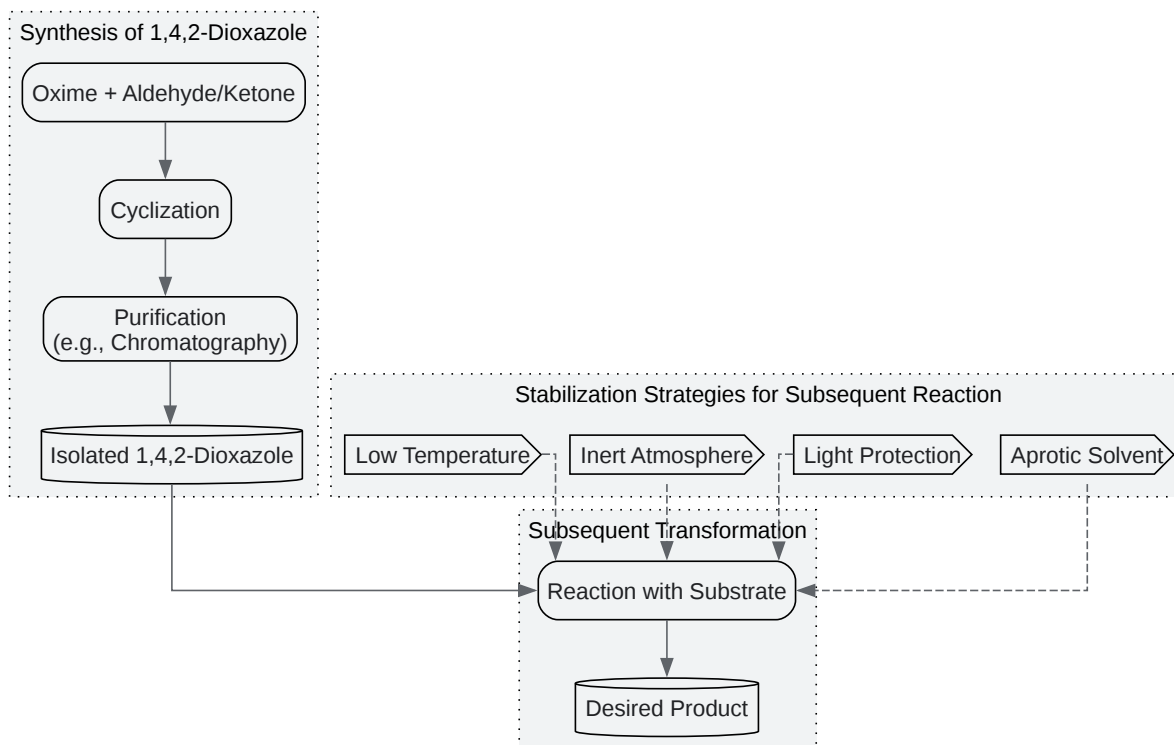 Synthesis of 1,4,2-Dioxazole
Oxime + Aldehyde/Ketone
Cyclization
Purification
(e.g., Chromatography)
Isolated 1,4,2-Dioxazole
Stabilization Strategies for Subsequent Reaction
Low Temperature
Inert Atmosphere
Light Protection
Aprotic Solvent
Subsequent Transformation
Reaction with Substrate
Desired Product